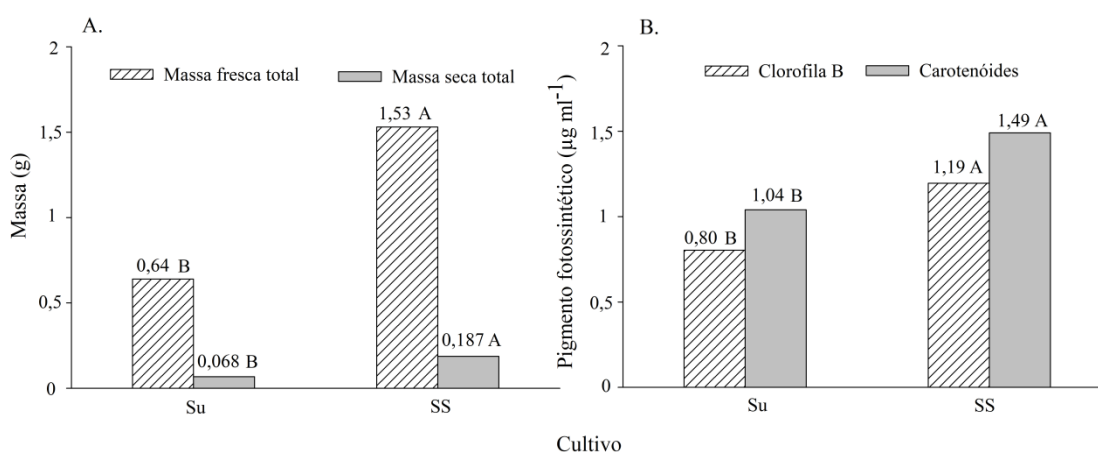 A.
Massa fresca total
Massa seca total
Massa (g)
2
1,5
1
0,5
0
0,64 B
0,068 B
1,53 A
0,187 A
Su
SS
B.
Clorofila B
Carotenóides
Pigmento fotossintético (µg ml⁻¹)
2
1,5
1
0,5
0
0,80 B
1,04 B
1,19 A
1,49 A
Su
SS
Cultivo